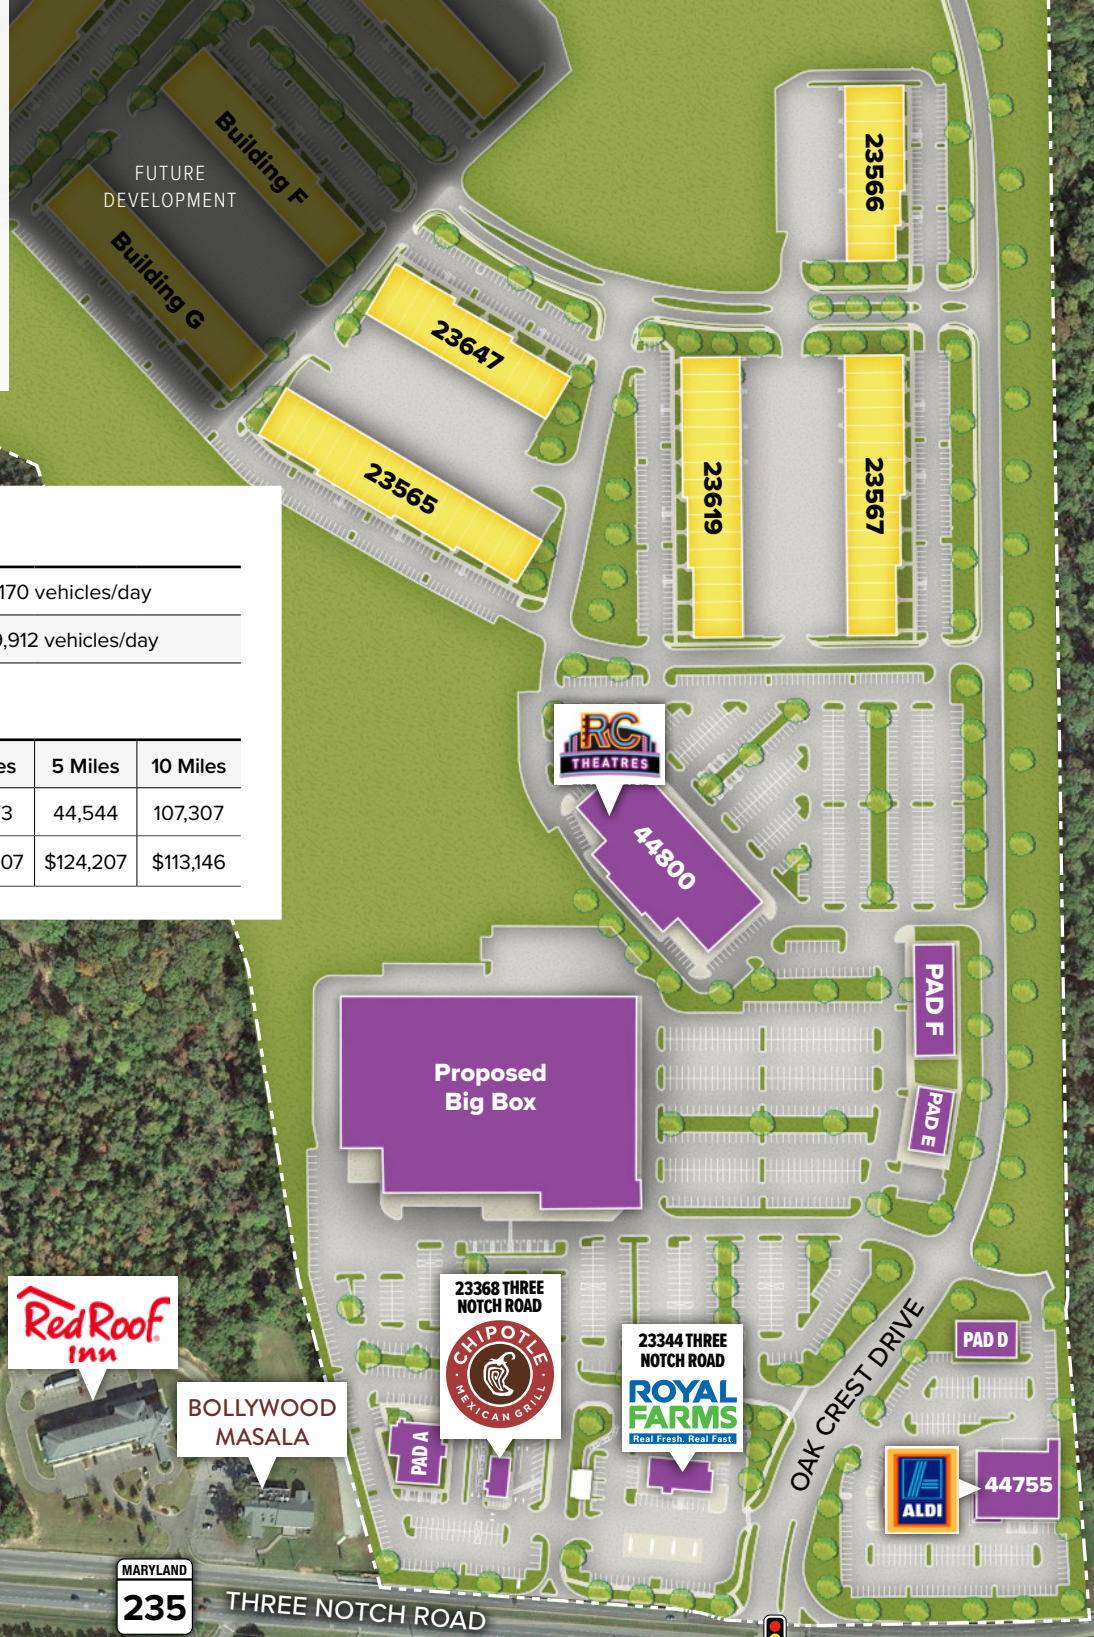 FUTURE
DEVELOPMENT
Building F
Building G
23566
23647
23565
23619
23567
170 vehicles/day
9,912 vehicles/day
5 Miles
10 Miles
44,544
107,307
$124,207
$113,146
RC
THEATRES
44800
PAD F
PAD E
Proposed
Big Box
Red Roof
Inn
BOLLYWOOD
MASALA
23368 THREE
NOTCH ROAD
CHIPOTLE
MEXICAN GRILL
23344 THREE
NOTCH ROAD
ROYAL
FARMS
Real Fresh. Real Fast.
PAD A
OAK CREST DRIVE
PAD D
ALDI
44755
MARYLAND
235
THREE NOTCH ROAD